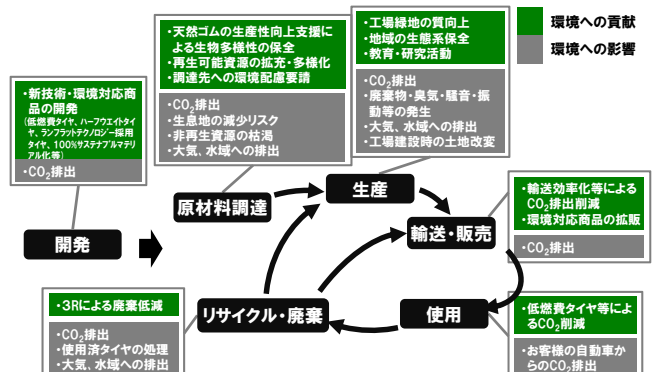 ・天然ゴムの生産性向上支援に
よる生物多様性の保全
・再生可能資源の拡充・多様化
・調達先への環境配慮要請
・CO2排出
・生息地の減少リスク
・非再生資源の枯渇
・大気、水域への排出
・工場緑地の質向上
・地域の生態系保全
・教育・研究活動
・CO2排出
・廃棄物・臭気・騒音・振
動等の発生
・大気、水域への排出
・工場建設時の土地改変
環境への貢献
環境への影響
・新技術・環境対応商
品の開発
(低燃費タイヤ、ハーフウエイトタイ
ヤ、ランフラットテクノロジー採用
タイヤ、100%サステナブルマテリ
アル化等)
・CO2排出
原材料調達
生産
輸送・販売
・輸送効率化等による
CO2排出削減
・環境対応商品の拡販
・CO2排出
開発
リサイクル・廃棄
使用
・3Rによる廃棄低減
・CO2排出
・使用済タイヤの処理
・大気、水域への排出
・低燃費タイヤ等によ
るCO2削減
・お客様の自動車か
らのCO2排出